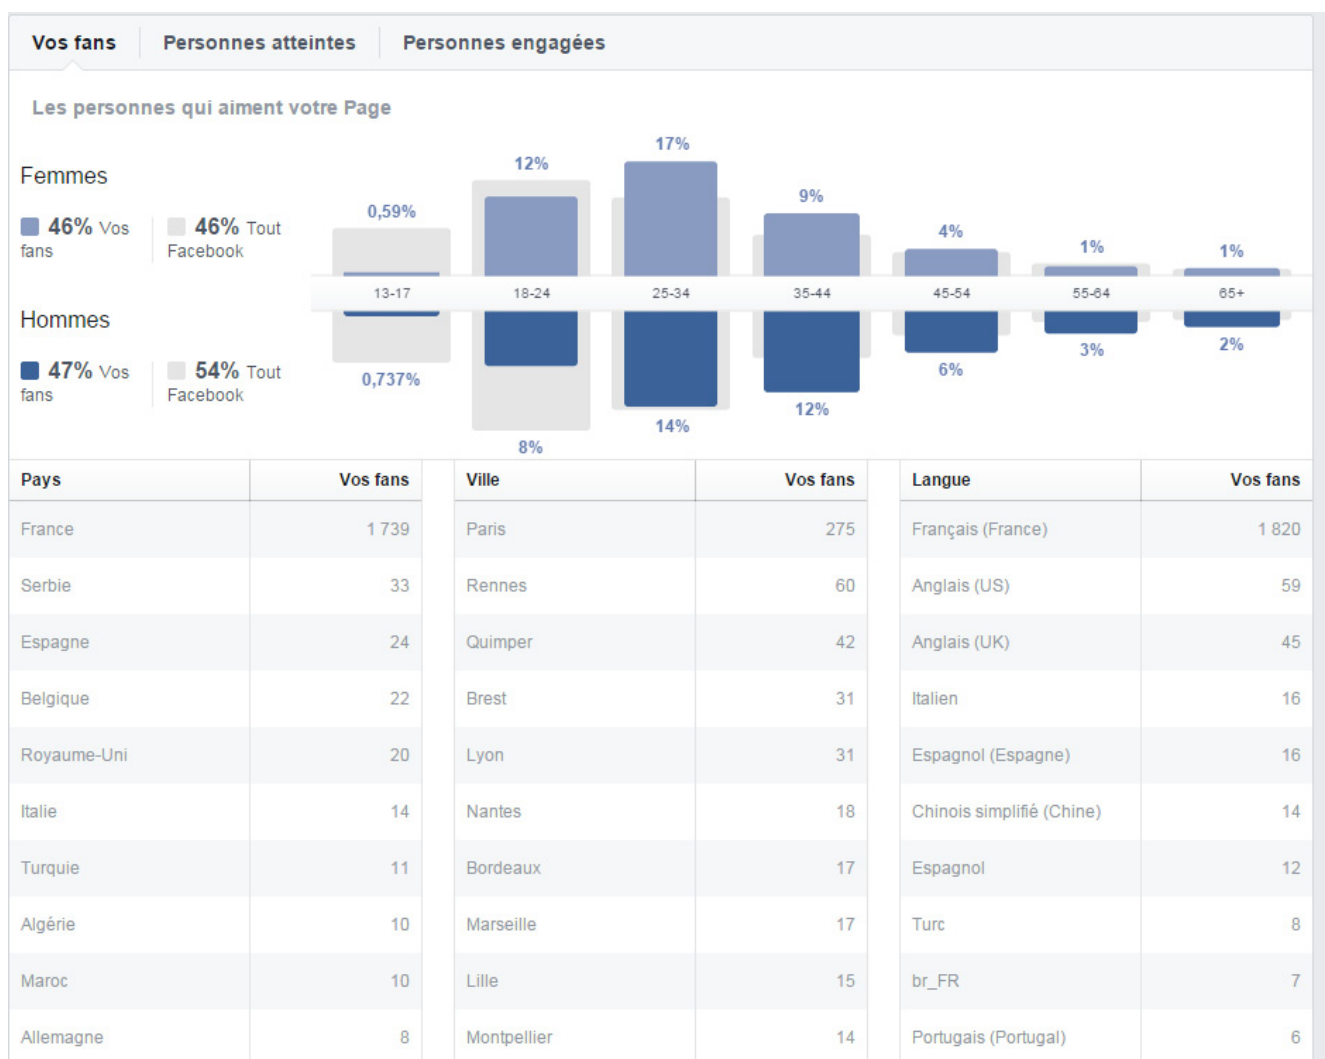 Vos fans Personnes atteintes Personnes engagées
Les personnes qui aiment votre Page
Femmes
46% Vos fans
46% Tout Facebook
Hommes
47% Vos fans
54% Tout Facebook
0,59% 12% 17% 9% 4% 1% 1%
13-17 18-24 25-34 35-44 45-54 55-64 65+
0,737% 8% 14% 12% 6% 3% 2%
Pays Vos fans
France 1 739
Serbie 33
Espagne 24
Belgique 22
Royaume-Uni 20
Italie 14
Turquie 11
Algérie 10
Maroc 10
Allemagne 8
Ville Vos fans
Paris 275
Rennes 60
Quimper 42
Brest 31
Lyon 31
Nantes 18
Bordeaux 17
Marseille 17
Lille 15
Montpellier 14
Langue Vos fans
Français (France) 1 820
Anglais (US) 59
Anglais (UK) 45
Italien 16
Espagnol (Espagne) 16
Chinois simplifié (Chine) 14
Espagnol 12
Turc 8
br_FR 7
Portugais (Portugal) 6